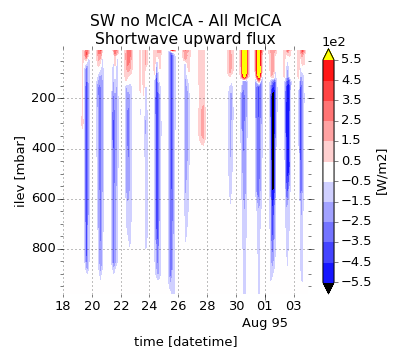 SW no McICA - All McICA
Shortwave upward flux
1e2
5.5
4.5
3.5
2.5
1.5
0.5
−0.5
−1.5
−2.5
−3.5
−4.5
−5.5
[W/m2]
200
400
600
800
ilev [mbar]
18 20 22 24 26 28 30 01 03
Aug 95
time [datetime]